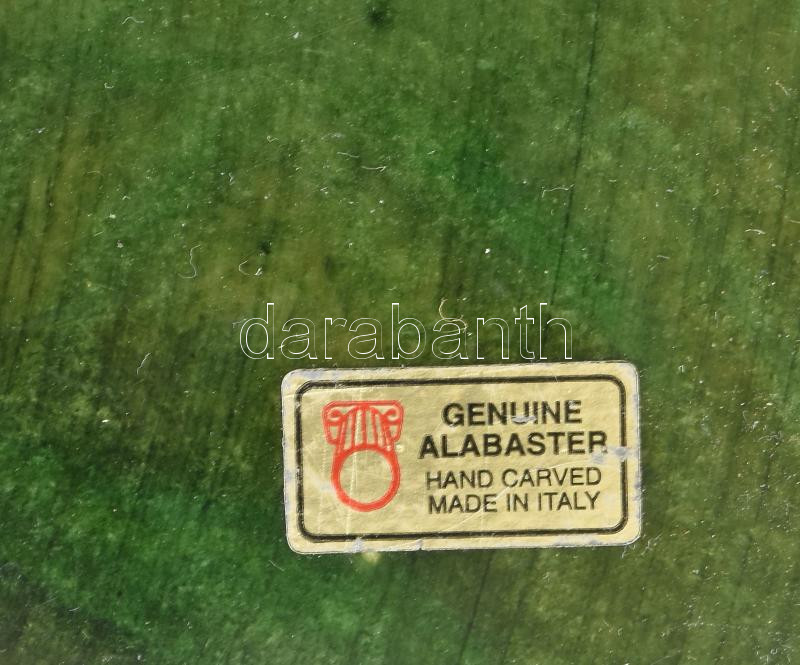 darabanth
GENUINE
ALABASTER
HAND CARVED
MADE IN ITALY